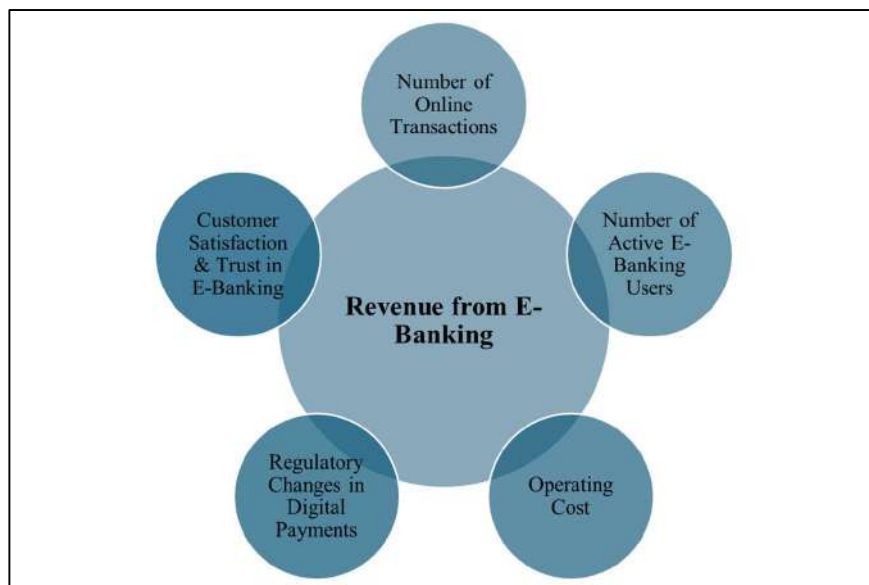 Number of
Online
Transactions
Customer
Satisfaction
& Trust in
E-Banking
Number of
Active E-
Banking
Users
Revenue from E-
Banking
Regulatory
Changes in
Digital
Payments
Operating
Cost